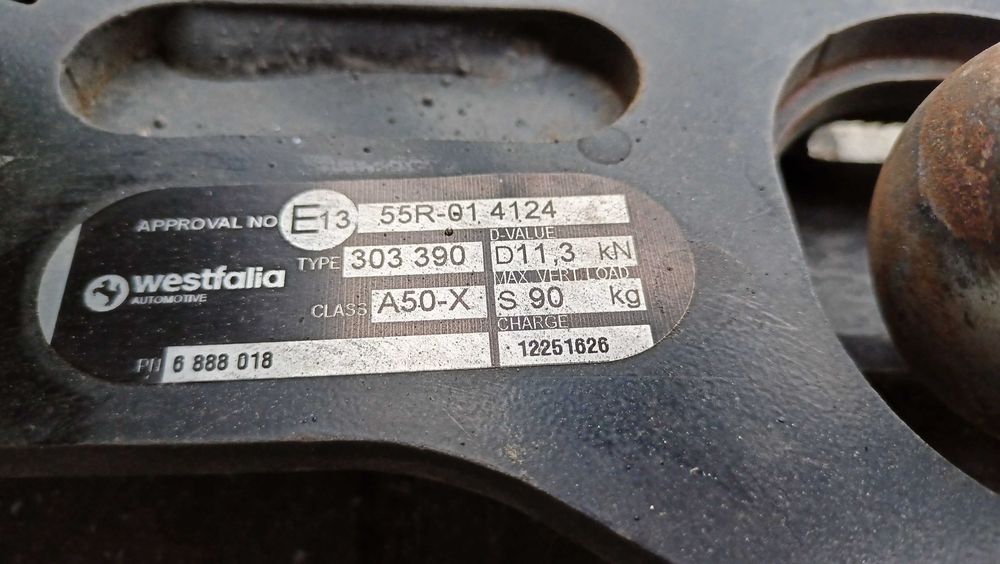 APPROVAL NO E13 55R-01 4124
TYPE 303 390
D-VALUE
D11,3 kN
westfalia
AUTOMOTIVE
CLASS A50-X
MAX VERT LOAD
S 90 kg
CHARGE
PN 6 888 018
12251626